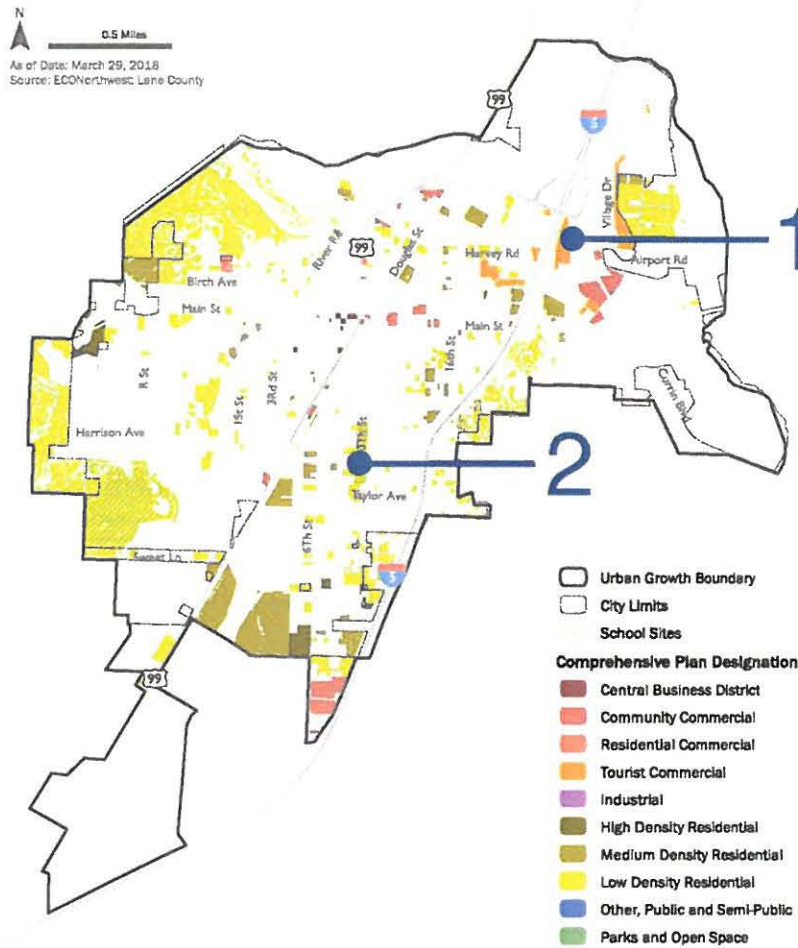 N
0.5 Miles
As of Date: March 29, 2018
Source: ECONorthwest; Lane County
99
5
Village Dr
1
River Rd
99
Douglas St
Harvey Rd
Airport Rd
Birch Ave
Main St
Main St
16th St
R St
1st St
3Rd St
Currin Blvd
Harrison Ave
2
Taylor Ave
6Th St
Sweet Ln
5
99
Urban Growth Boundary
City Limits
School Sites
Comprehensive Plan Designation
Central Business District
Community Commercial
Residential Commercial
Tourist Commercial
Industrial
High Density Residential
Medium Density Residential
Low Density Residential
Other, Public and Semi-Public
Parks and Open Space